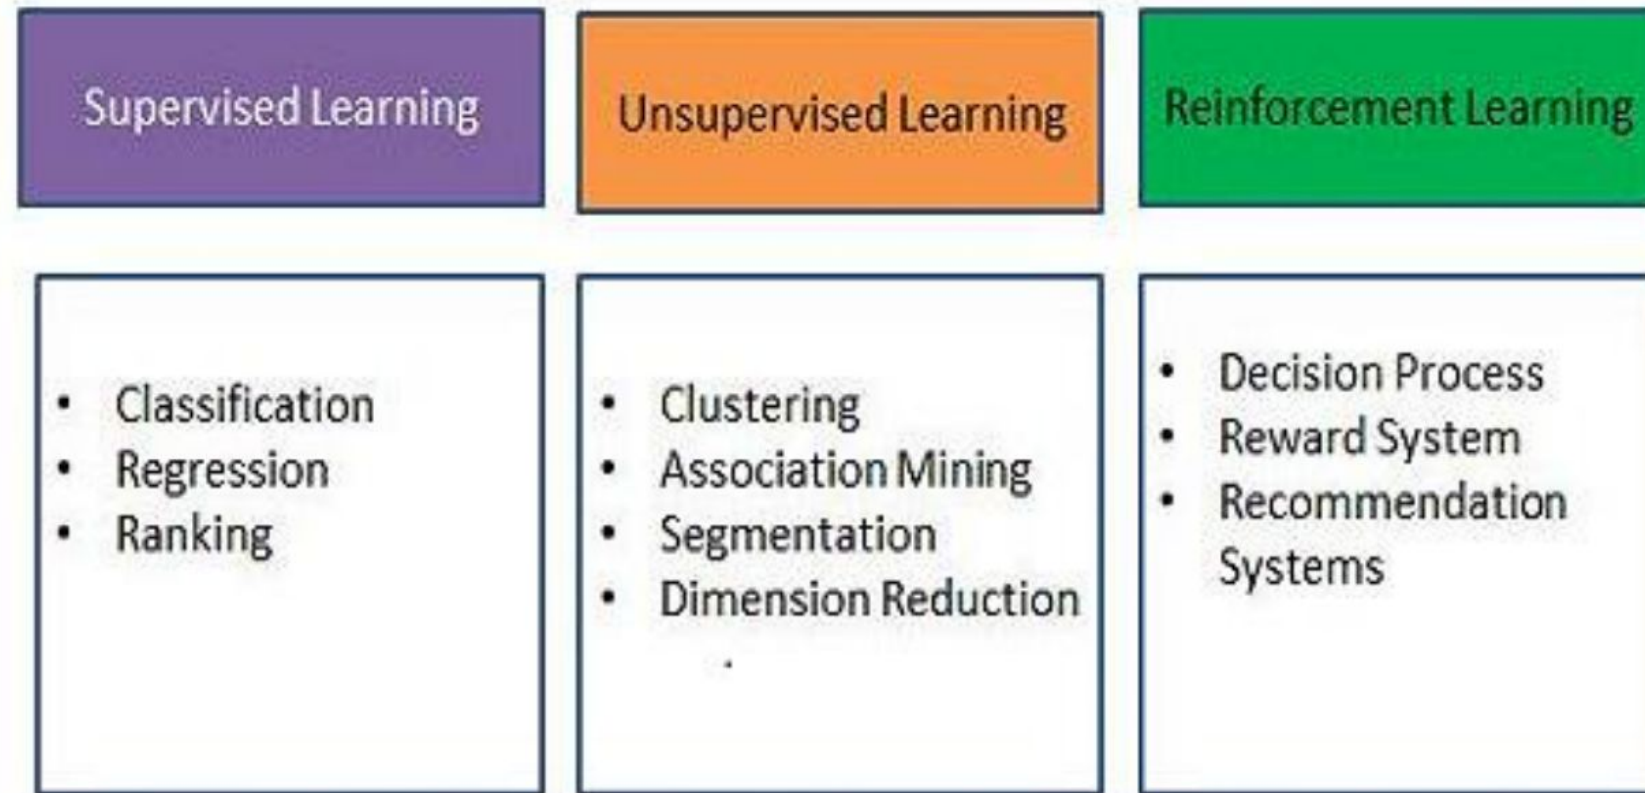 Supervised Learning
Unsupervised Learning
Reinforcement Learning
• Classification
• Regression
• Ranking
• Clustering
• Association Mining
• Segmentation
• Dimension Reduction
• Decision Process
• Reward System
• Recommendation
Systems